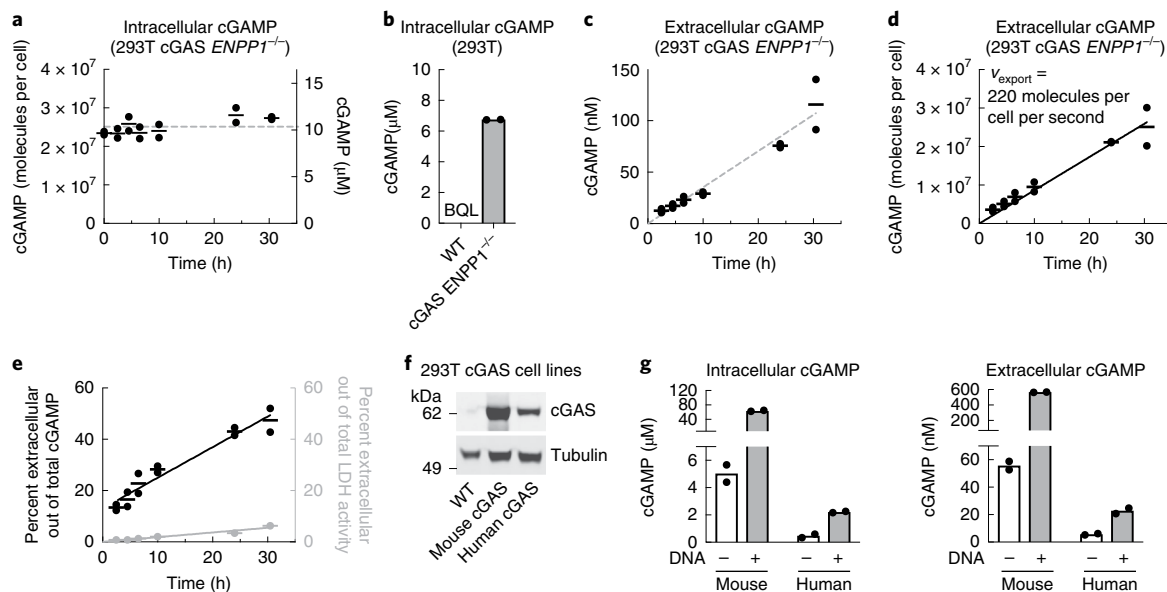 a
Intracellular cGAMP
(293T cGAS ENPP1⁻/⁻)
cGAMP (molecules per cell)
4 × 10⁷
3 × 10⁷
2 × 10⁷
1 × 10⁷
0
15
10
5
0
cGAMP (μM)
0 10 20 30
Time (h)
b
Intracellular cGAMP
(293T)
cGAMP(μM)
10
8
6
4
2
0
BQL
WT
cGAS ENPP1⁻/⁻
c
Extracellular cGAMP
(293T cGAS ENPP1⁻/⁻)
cGAMP (nM)
150
100
50
0
0 10 20 30
Time (h)
d
Extracellular cGAMP
(293T cGAS ENPP1⁻/⁻)
cGAMP (molecules per cell)
4 × 10⁷
3 × 10⁷
2 × 10⁷
1 × 10⁷
0
vexport =
220 molecules per
cell per second
0 10 20 30
Time (h)
e
Percent extracellular
out of total cGAMP
60
40
20
0
60
40
20
0
Percent extracellular
out of total LDH activity
0 10 20 30
Time (h)
f
293T cGAS cell lines
kDa
62
cGAS
Tubulin
49
WT
Mouse cGAS
Human cGAS
g
Intracellular cGAMP
cGAMP (μM)
120
80
40
6
4
2
0
DNA − + − +
Mouse Human
Extracellular cGAMP
cGAMP (nM)
600
400
200
60
40
20
0
DNA − + − +
Mouse Human